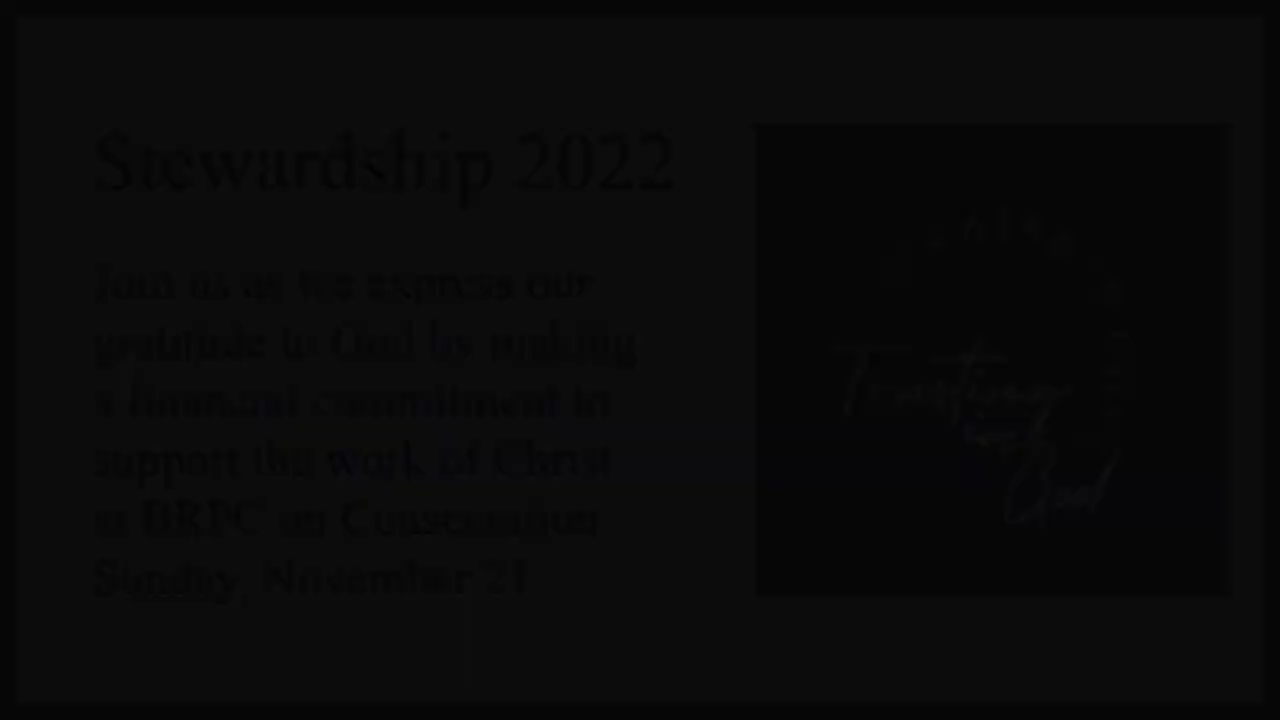 Stewardship 2022
Join us as we express our
gratitude to God by making
a financial commitment to
support the work of Christ
at BRPC on Consecration
Sunday, November 21
God